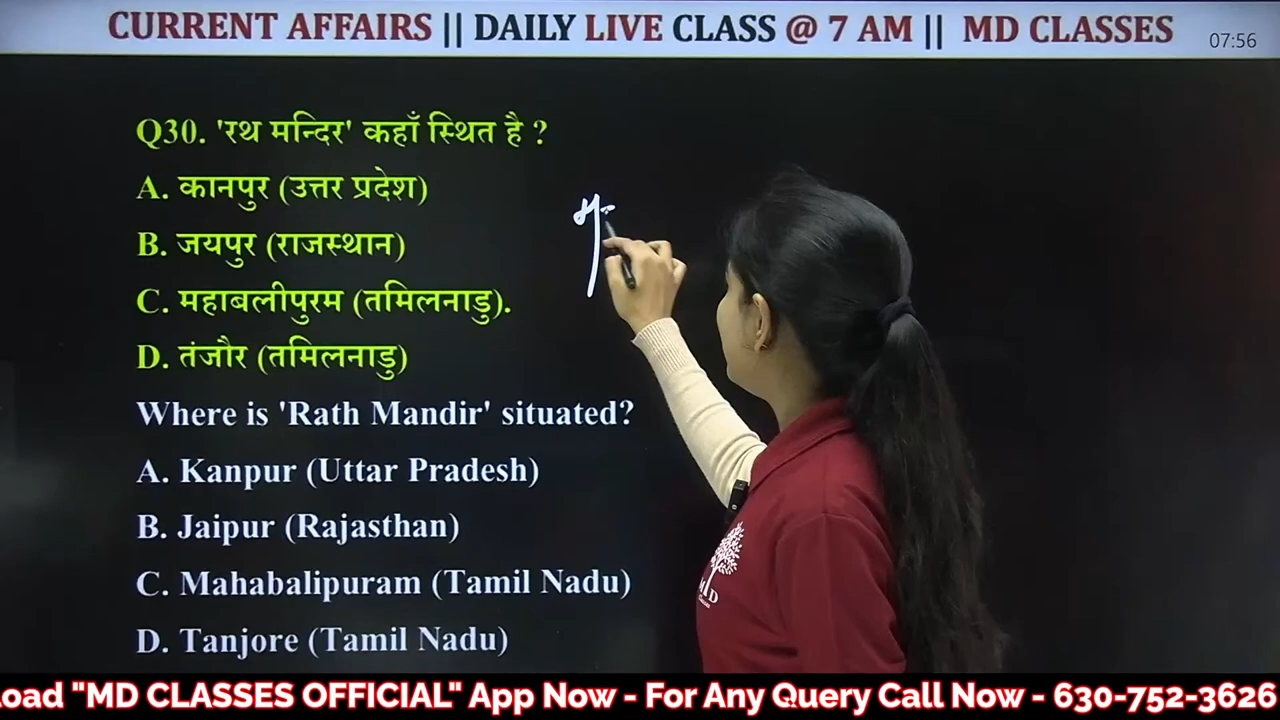 CURRENT AFFAIRS || DAILY LIVE CLASS @ 7 AM || MD CLASSES
07:56
Q30. 'रथ मन्दिर' कहाँ स्थित है ?
A. कानपुर (उत्तर प्रदेश)
B. जयपुर (राजस्थान)
C. महाबलीपुरम (तमिलनाडु).
D. तंजौर (तमिलनाडु)
Where is 'Rath Mandir' situated?
A. Kanpur (Uttar Pradesh)
B. Jaipur (Rajasthan)
C. Mahabalipuram (Tamil Nadu)
D. Tanjore (Tamil Nadu)
MD
oad "MD CLASSES OFFICIAL" App Now - For Any Query Call Now - 630-752-3626